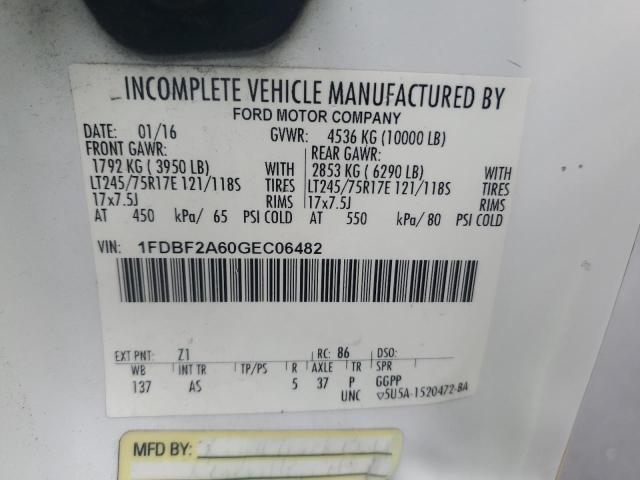 INCOMPLETE VEHICLE MANUFACTURED BY
FORD MOTOR COMPANY
DATE: 01/16 GVWR: 4536 KG (10000 LB)
FRONT GAWR: REAR GAWR:
1792 KG ( 3950 LB) WITH 2853 KG ( 6290 LB) WITH
LT245/75R17E 121/118S TIRES LT245/75R17E 121/118S TIRES
17x7.5J RIMS 17x7.5J RIMS
AT 450 kPa/ 65 PSI COLD AT 550 kPa/ 80 PSI COLD
VIN: 1FDBF2A60GEC06482
EXT PNT: Z1 RC: 86 DSO:
WB INT TR TP/PS R AXLE TR SPR
137 AS 5 37 P GGPP
UNC ▽5U5A-1520472-BA
MFD BY: